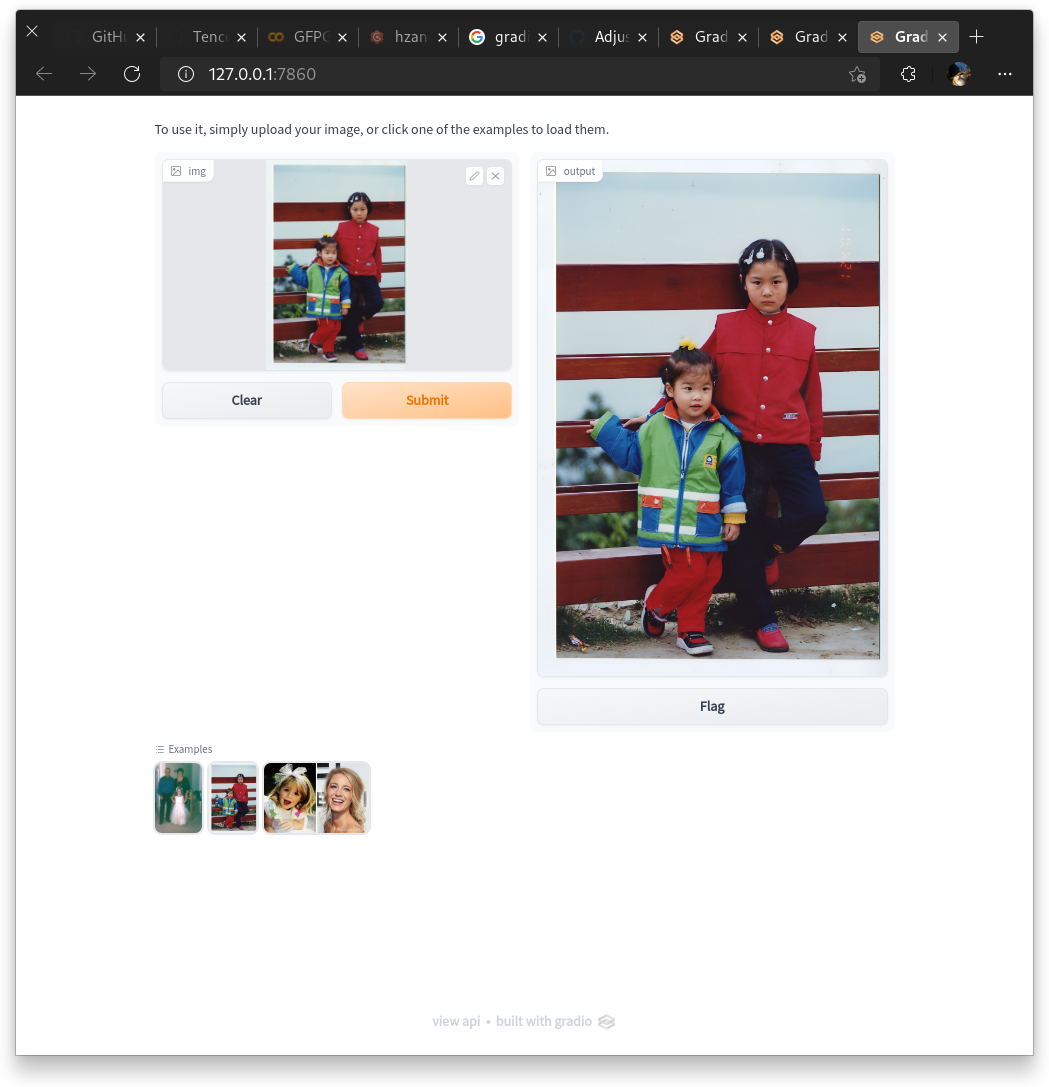 GitHu
Tence
GFPG
hzan
gradi
Adjus
Grad
Grad
Grad
127.0.0.1:7860
To use it, simply upload your image, or click one of the examples to load them.
img
output
Clear
Submit
Flag
Examples
view api • built with gradio